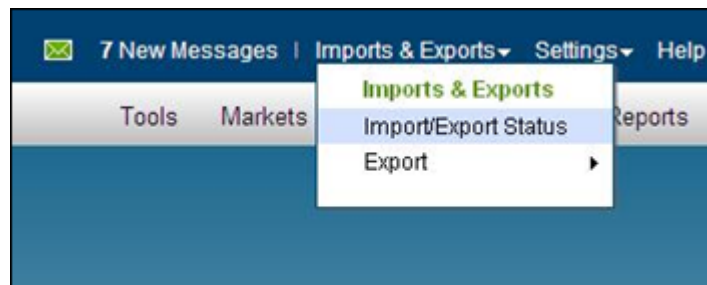 7 New Messages | Imports & Exports Settings Help
Imports & Exports
Tools Markets Import/Export Status Reports
Export